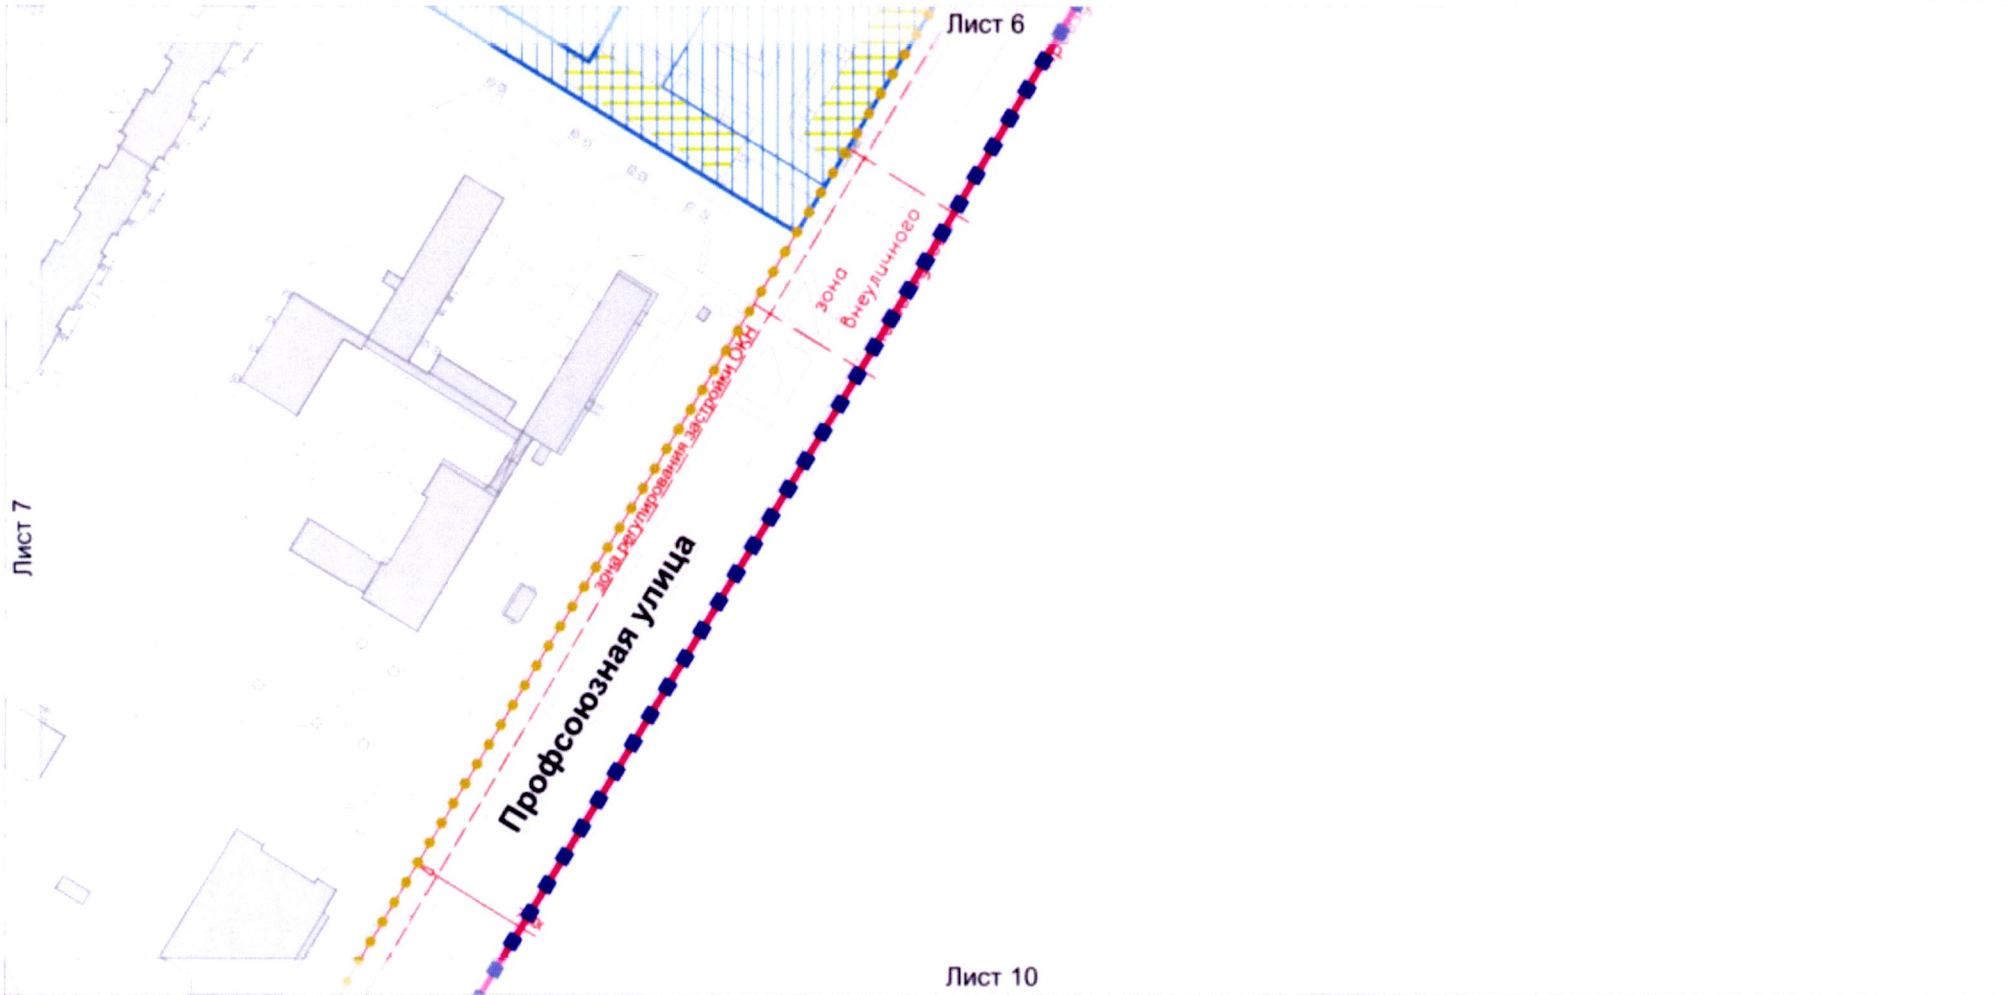 Лист 6
зона
внеуличного
зона регулирования застройки ОКН
Лист 7
Профсоюзная улица
Лист 10